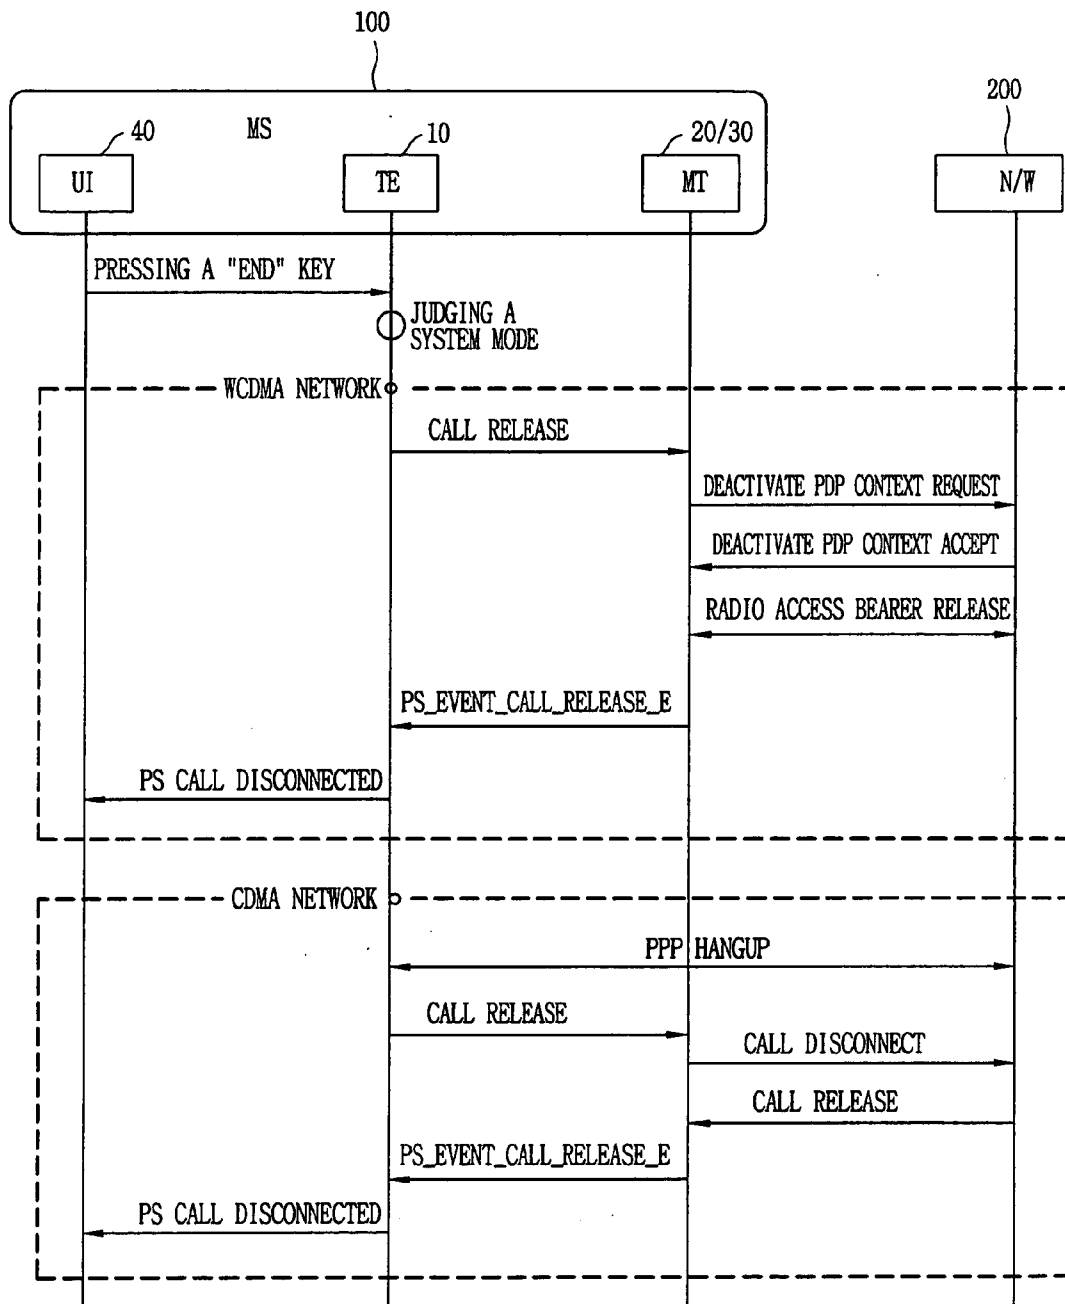 100
200
MS
40
10
20/30
UI
TE
MT
N/W
PRESSING A "END" KEY
JUDGING A
SYSTEM MODE
WCDMA NETWORK
CALL RELEASE
DEACTIVATE PDP CONTEXT REQUEST
DEACTIVATE PDP CONTEXT ACCEPT
RADIO ACCESS BEARER RELEASE
PS_EVENT_CALL_RELEASE_E
PS CALL DISCONNECTED
CDMA NETWORK
PPP HANGUP
CALL RELEASE
CALL DISCONNECT
CALL RELEASE
PS_EVENT_CALL_RELEASE_E
PS CALL DISCONNECTED